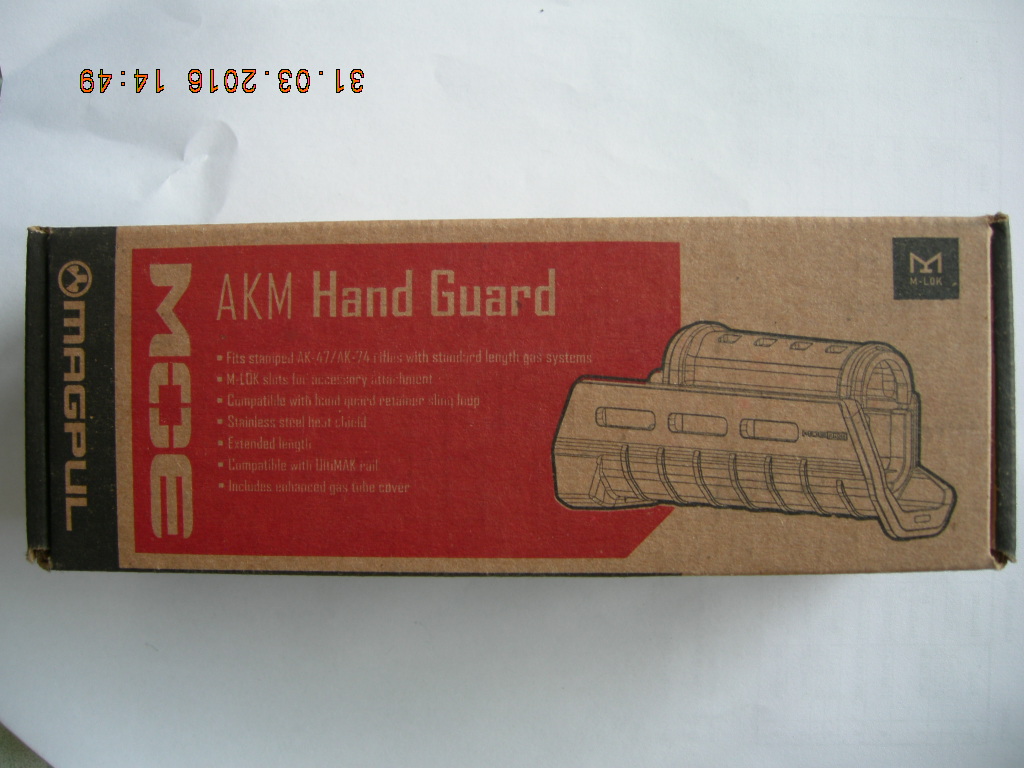 31.03.2016 14:49
MAGPUL
MOE
AKM Hand Guard
▪ Fits stamped AK-47/AK-74 rifles with standard length gas systems
▪ M-LOK slots for accessory attachment
▪ Compatible with hand guard retainer sling loop
▪ Stainless steel heat shield
▪ Extended length
▪ Compatible with UltiMAK rail
▪ Includes enhanced gas tube cover
M-LOK